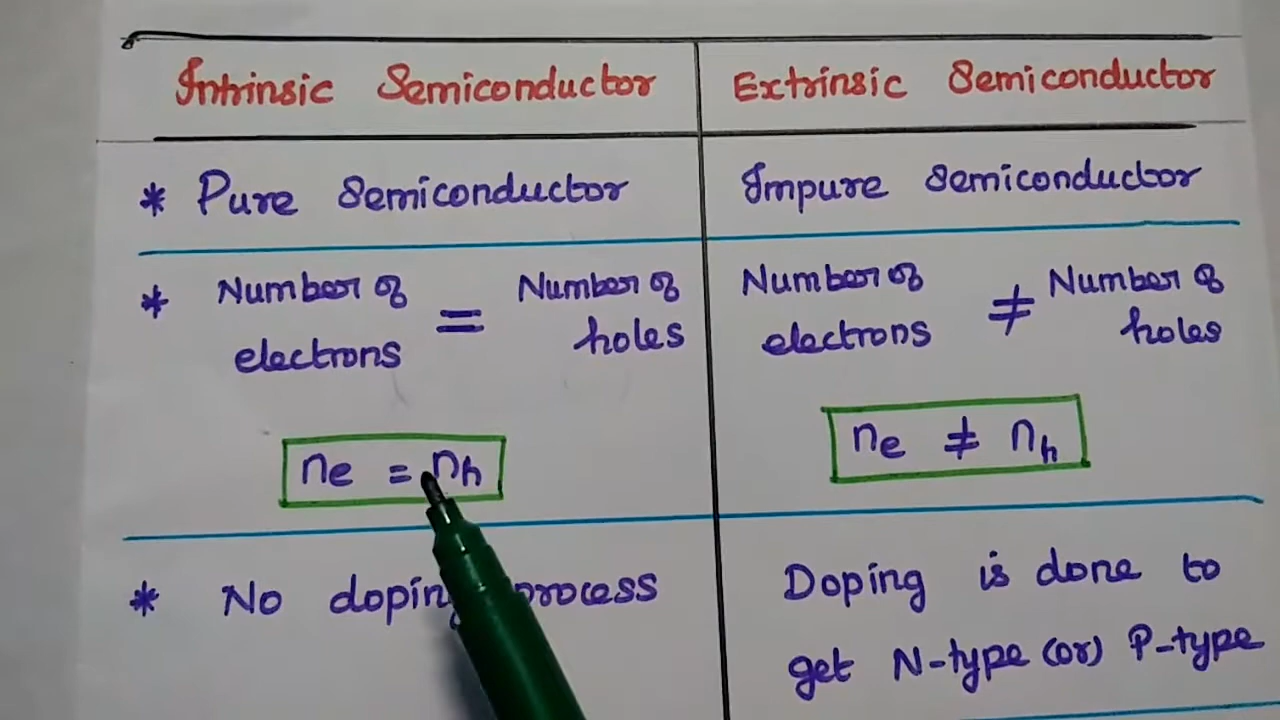 Intrinsic Semiconductor
Extrinsic Semiconductor
* Pure Semiconductor
Impure Semiconductor
* Number of electrons = Number of holes
Number of electrons ≠ Number of holes
ne = nh
ne ≠ nh
* No doping process
Doping is done to
get N-type (or) P-type